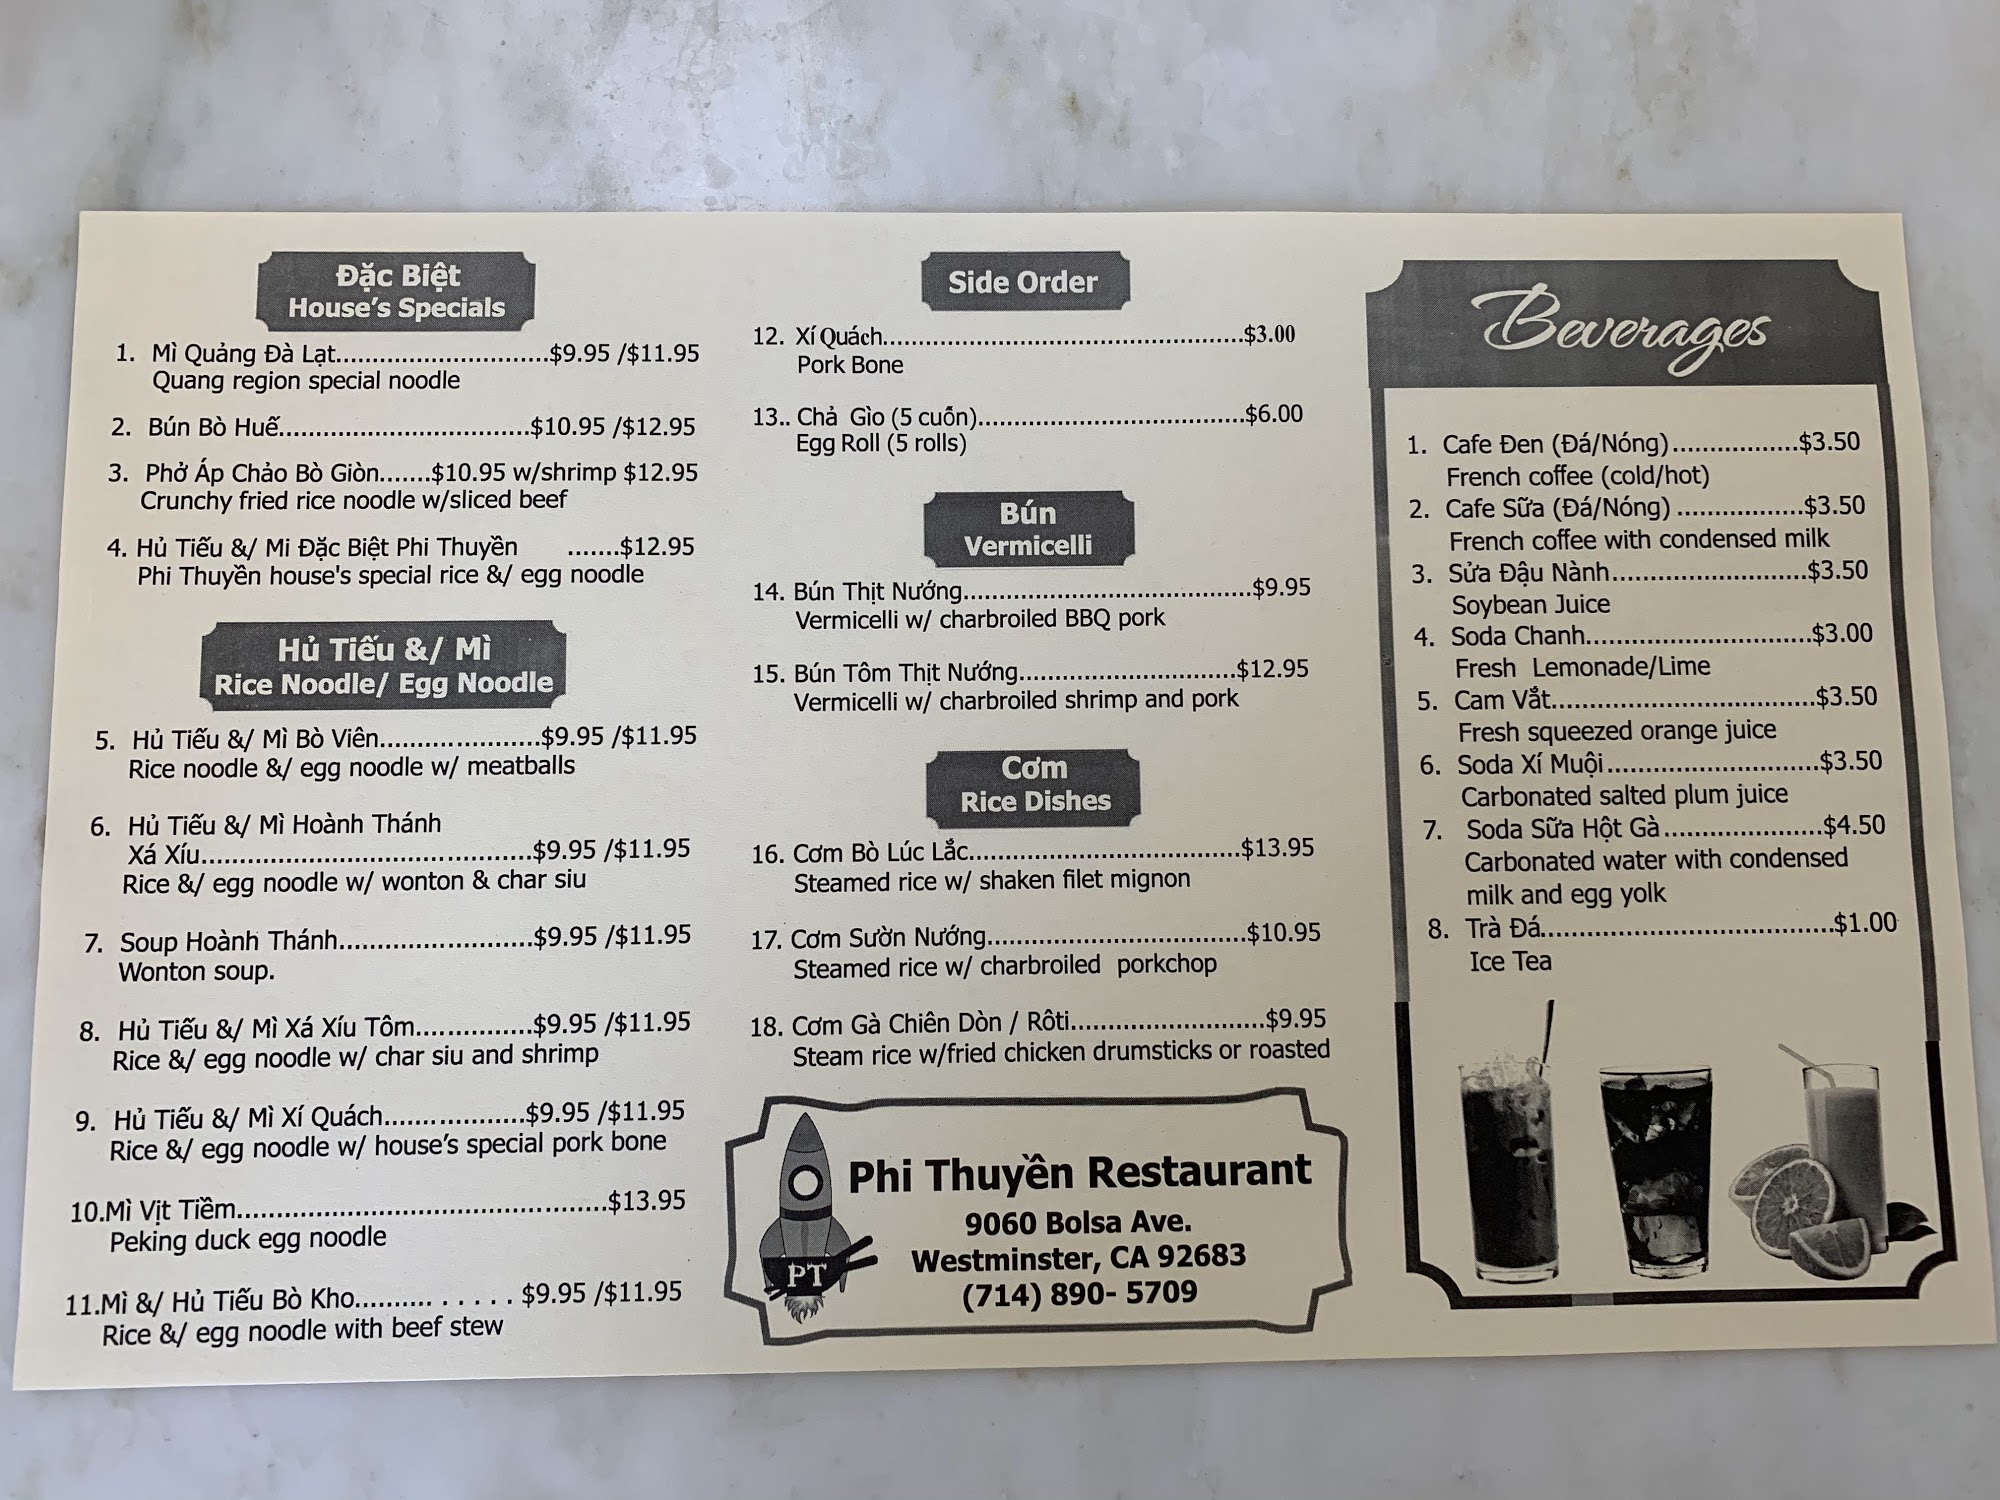 Đặc Biệt
House's Specials
1. Mì Quảng Đà Lạt...........................$9.95 /$11.95
Quang region special noodle
2. Bún Bò Huế................................$10.95 /$12.95
3. Phở Áp Chảo Bò Giòn.......$10.95 w/shrimp $12.95
Crunchy fried rice noodle w/sliced beef
4. Hủ Tiếu &/ Mi Đặc Biệt Phi Thuyền .......$12.95
Phi Thuyền house's special rice &/ egg noodle
Hủ Tiếu &/ Mì
Rice Noodle/ Egg Noodle
5. Hủ Tiếu &/ Mì Bò Viên.....................$9.95 /$11.95
Rice noodle &/ egg noodle w/ meatballs
6. Hủ Tiếu &/ Mì Hoành Thánh
Xá Xíu..........................................$9.95 /$11.95
Rice &/ egg noodle w/ wonton & char siu
7. Soup Hoành Thánh.........................$9.95 /$11.95
Wonton soup.
8. Hủ Tiếu &/ Mì Xá Xíu Tôm...............$9.95 /$11.95
Rice &/ egg noodle w/ char siu and shrimp
9. Hủ Tiếu &/ Mì Xí Quách..................$9.95 /$11.95
Rice &/ egg noodle w/ house's special pork bone
10.Mì Vịt Tiềm...............................................$13.95
Peking duck egg noodle
11.Mì &/ Hủ Tiếu Bò Kho.......... . . . . . $9.95 /$11.95
Rice &/ egg noodle with beef stew
Side Order
12. Xí Quách..............................................$3.00
Pork Bone
13.. Chả Gìo (5 cuốn)..................................$6.00
Egg Roll (5 rolls)
Bún
Vermicelli
14. Bún Thịt Nướng.....................................$9.95
Vermicelli w/ charbroiled BBQ pork
15. Bún Tôm Thịt Nướng............................$12.95
Vermicelli w/ charbroiled shrimp and pork
Cơm
Rice Dishes
16. Cơm Bò Lúc Lắc...................................$13.95
Steamed rice w/ shaken filet mignon
17. Cơm Sườn Nướng.................................$10.95
Steamed rice w/ charbroiled porkchop
18. Cơm Gà Chiên Dòn / Rôti.........................$9.95
Steam rice w/fried chicken drumsticks or roasted
PT
Phi Thuyền Restaurant
9060 Bolsa Ave.
Westminster, CA 92683
(714) 890- 5709
Beverages
1. Cafe Đen (Đá/Nóng)................$3.50
French coffee (cold/hot)
2. Cafe Sữa (Đá/Nóng) ................$3.50
French coffee with condensed milk
3. Sửa Đậu Nành.........................$3.50
Soybean Juice
4. Soda Chanh.............................$3.00
Fresh Lemonade/Lime
5. Cam Vắt..................................$3.50
Fresh squeezed orange juice
6. Soda Xí Muội...........................$3.50
Carbonated salted plum juice
7. Soda Sữa Hột Gà....................$4.50
Carbonated water with condensed
milk and egg yolk
8. Trà Đá.....................................$1.00
Ice Tea